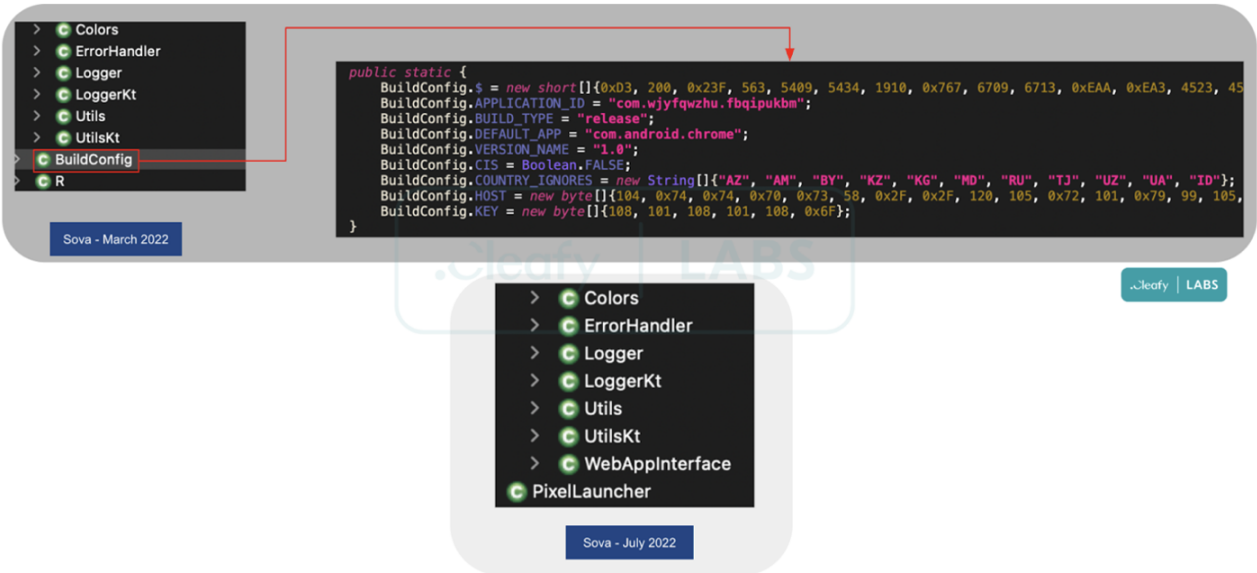 Colors
ErrorHandler
Logger
LoggerKt
Utils
UtilsKt
BuildConfig
R
Sova - March 2022
public static {
BuildConfig.$ = new short[]{0xD3, 200, 0x23F, 563, 5409, 5434, 1910, 0x767, 6709, 6713, 0xEAA, 0xEA3, 4523, 45
BuildConfig.APPLICATION_ID = "com.wjyfqwzhu.fbqipukbm";
BuildConfig.BUILD_TYPE = "release";
BuildConfig.DEFAULT_APP = "com.android.chrome";
BuildConfig.VERSION_NAME = "1.0";
BuildConfig.CIS = Boolean.FALSE;
BuildConfig.COUNTRY_IGNORES = new String[]{"AZ", "AM", "BY", "KZ", "KG", "MD", "RU", "TJ", "UZ", "UA", "ID"};
BuildConfig.HOST = new byte[]{104, 0x74, 0x74, 0x70, 0x73, 58, 0x2F, 0x2F, 120, 105, 0x72, 101, 0x79, 99, 105,
BuildConfig.KEY = new byte[]{108, 101, 108, 101, 108, 0x6F};
}
.Cleafy | LABS
.Cleafy | LABS
Colors
ErrorHandler
Logger
LoggerKt
Utils
UtilsKt
WebAppInterface
PixelLauncher
Sova - July 2022